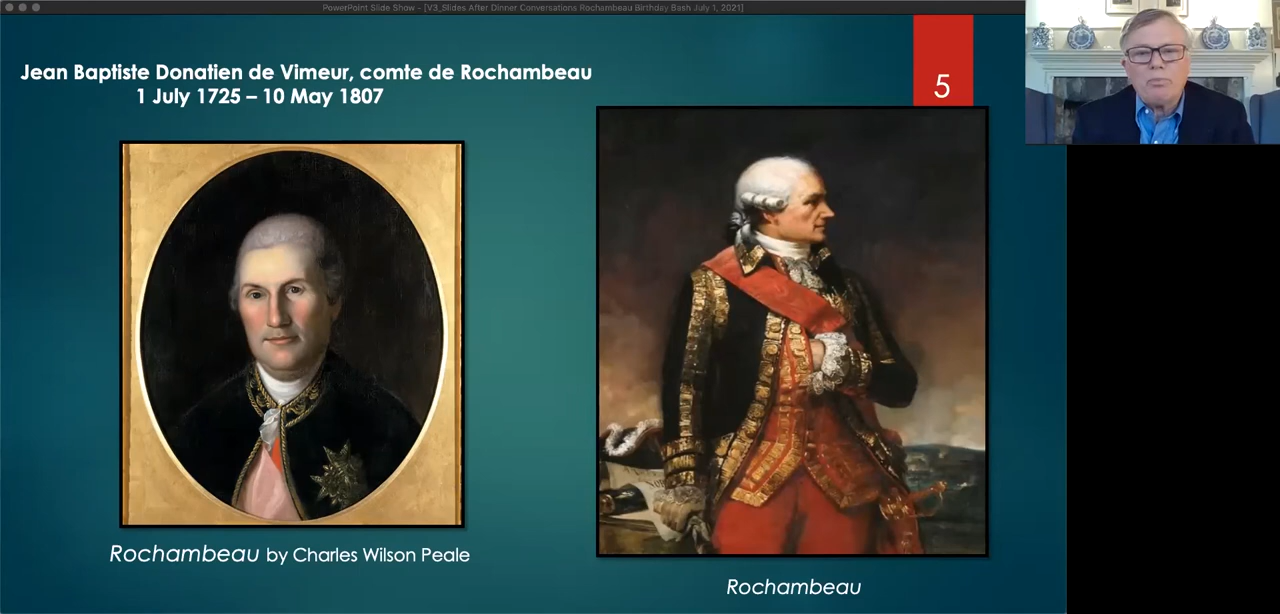 PowerPoint Slide Show - [V3_Slides After Dinner Conversations Rochambeau Birthday Bash July 1, 2021]
Jean Baptiste Donatien de Vimeur, comte de Rochambeau
1 July 1725 – 10 May 1807
5
Rochambeau by Charles Wilson Peale
Rochambeau